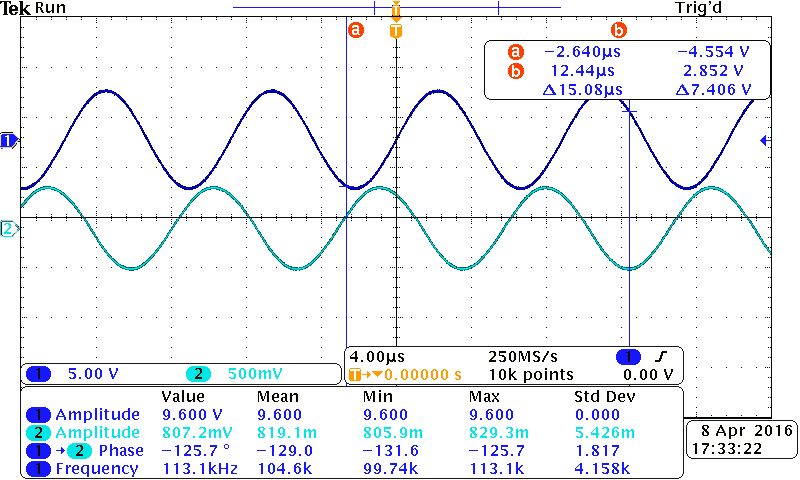 Tek Run Trig'd
T
a b T
a -2.640µs -4.554 V
b 12.44µs 2.852 V
Δ15.08µs Δ7.406 V
1
2
4.00µs 250MS/s 1
1 5.00 V 2 500mV T→▼0.00000 s 10k points 0.00 V
Value Mean Min Max Std Dev
1 Amplitude 9.600 V 9.600 9.600 9.600 0.000
2 Amplitude 807.2mV 819.1m 805.9m 829.3m 5.426m
1 → 2 Phase -125.7 ° -129.0 -131.6 -125.7 1.817
1 Frequency 113.1kHz 104.6k 99.74k 113.1k 4.158k
8 Apr 2016
17:33:22